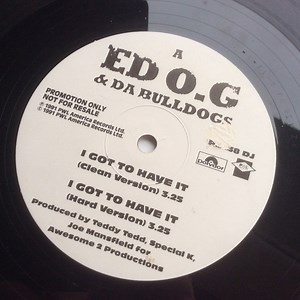 A
ED O.G
& DA BULLDOGS
PROMOTION ONLY
NOT FOR RESALE
℗ 1991 PWL America Records Ltd.
© 1991 PWL America Records Ltd.
DJ
Polydor
I GOT TO HAVE IT
(Clean Version) 3.25
I GOT TO HAVE IT
(Hard Version) 3.25
Produced by Teddy Tedd, Special K.
Joe Mansfield for
Awesome 2 Productions